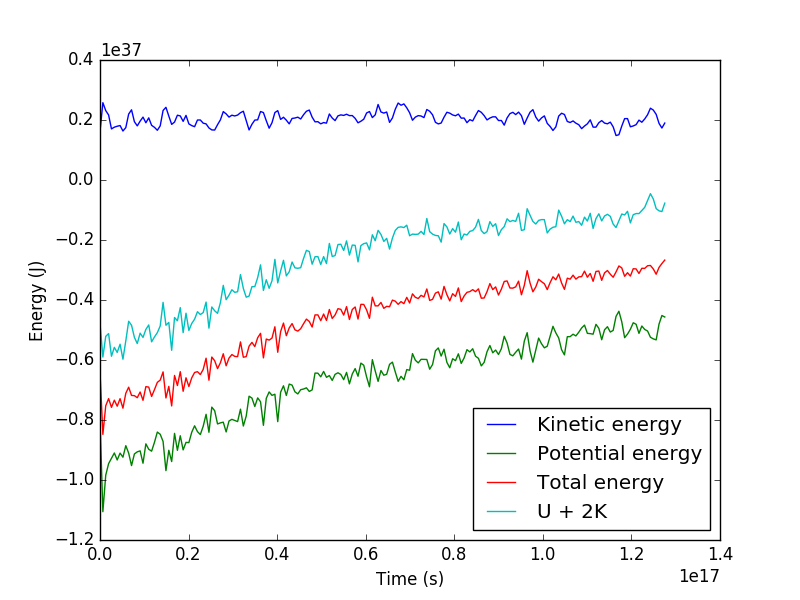 1e37
0.4
0.2
0.0
−0.2
−0.4
−0.6
−0.8
−1.0
−1.2
Energy (J)
Kinetic energy
Potential energy
Total energy
U + 2K
0.0 0.2 0.4 0.6 0.8 1.0 1.2 1.4
Time (s)
1e17